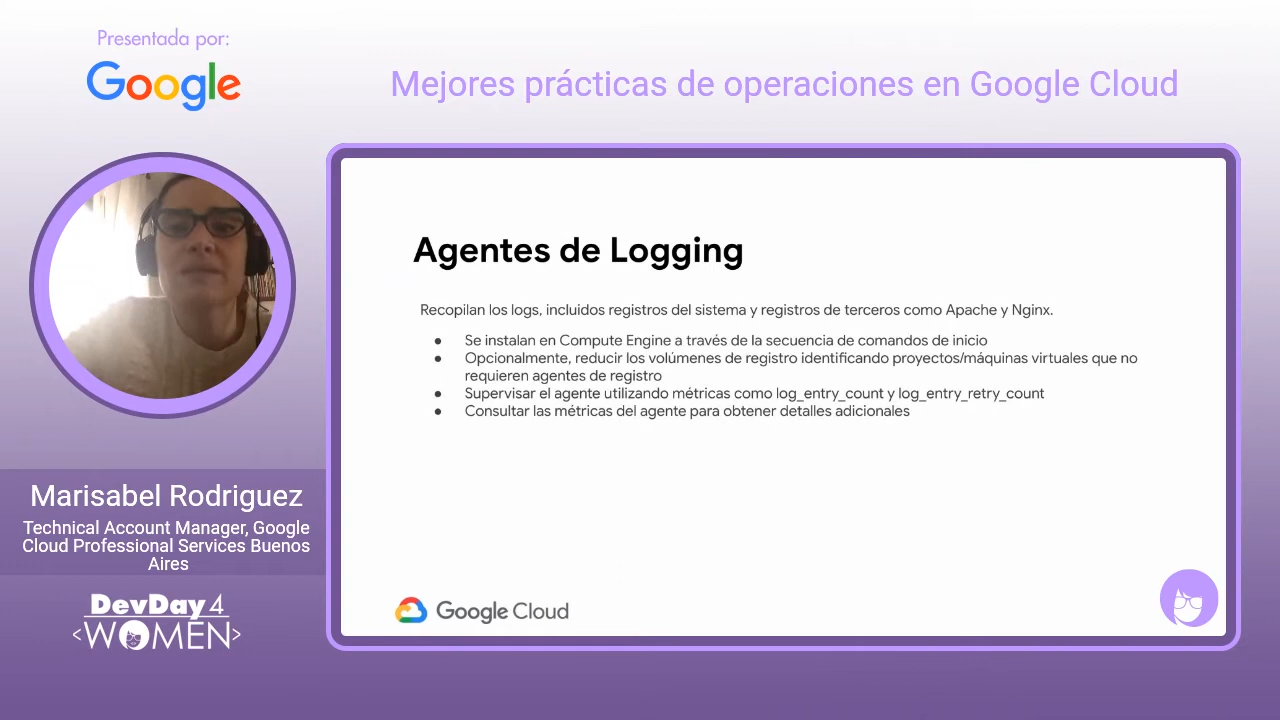 Presentada por:
Google
Mejores prácticas de operaciones en Google Cloud
Agentes de Logging
Recopilan los logs, incluidos registros del sistema y registros de terceros como Apache y Nginx.
● Se instalan en Compute Engine a través de la secuencia de comandos de inicio
● Opcionalmente, reducir los volúmenes de registro identificando proyectos/máquinas virtuales que no
requieren agentes de registro
● Supervisar el agente utilizando métricas como log_entry_count y log_entry_retry_count
● Consultar las métricas del agente para obtener detalles adicionales
Google Cloud
Marisabel Rodriguez
Technical Account Manager, Google
Cloud Professional Services Buenos
Aires
DevDay 4
<WOMEN>